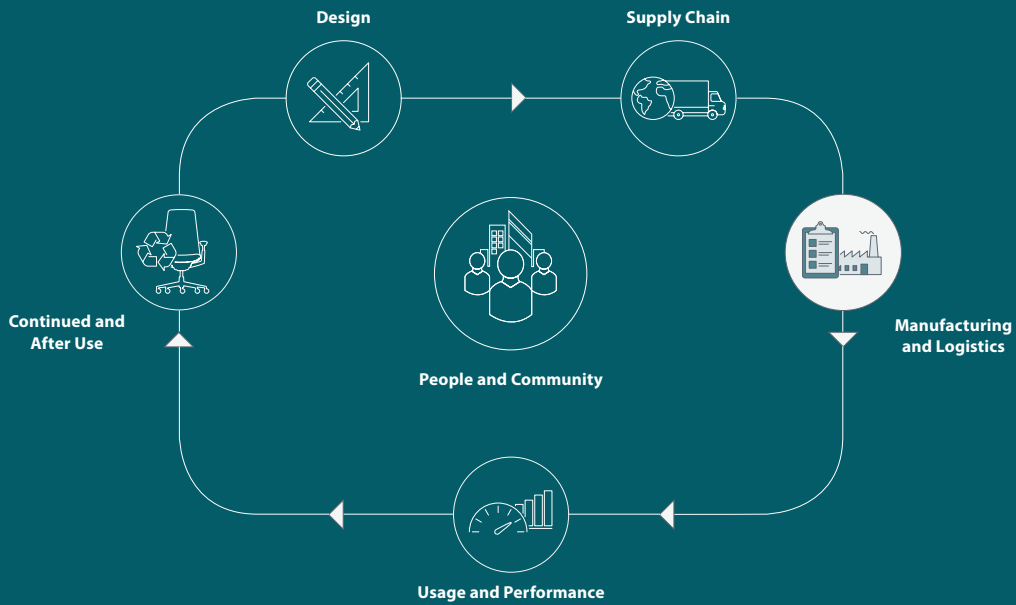 Design
Supply Chain
Continued and
After Use
People and Community
Manufacturing
and Logistics
Usage and Performance